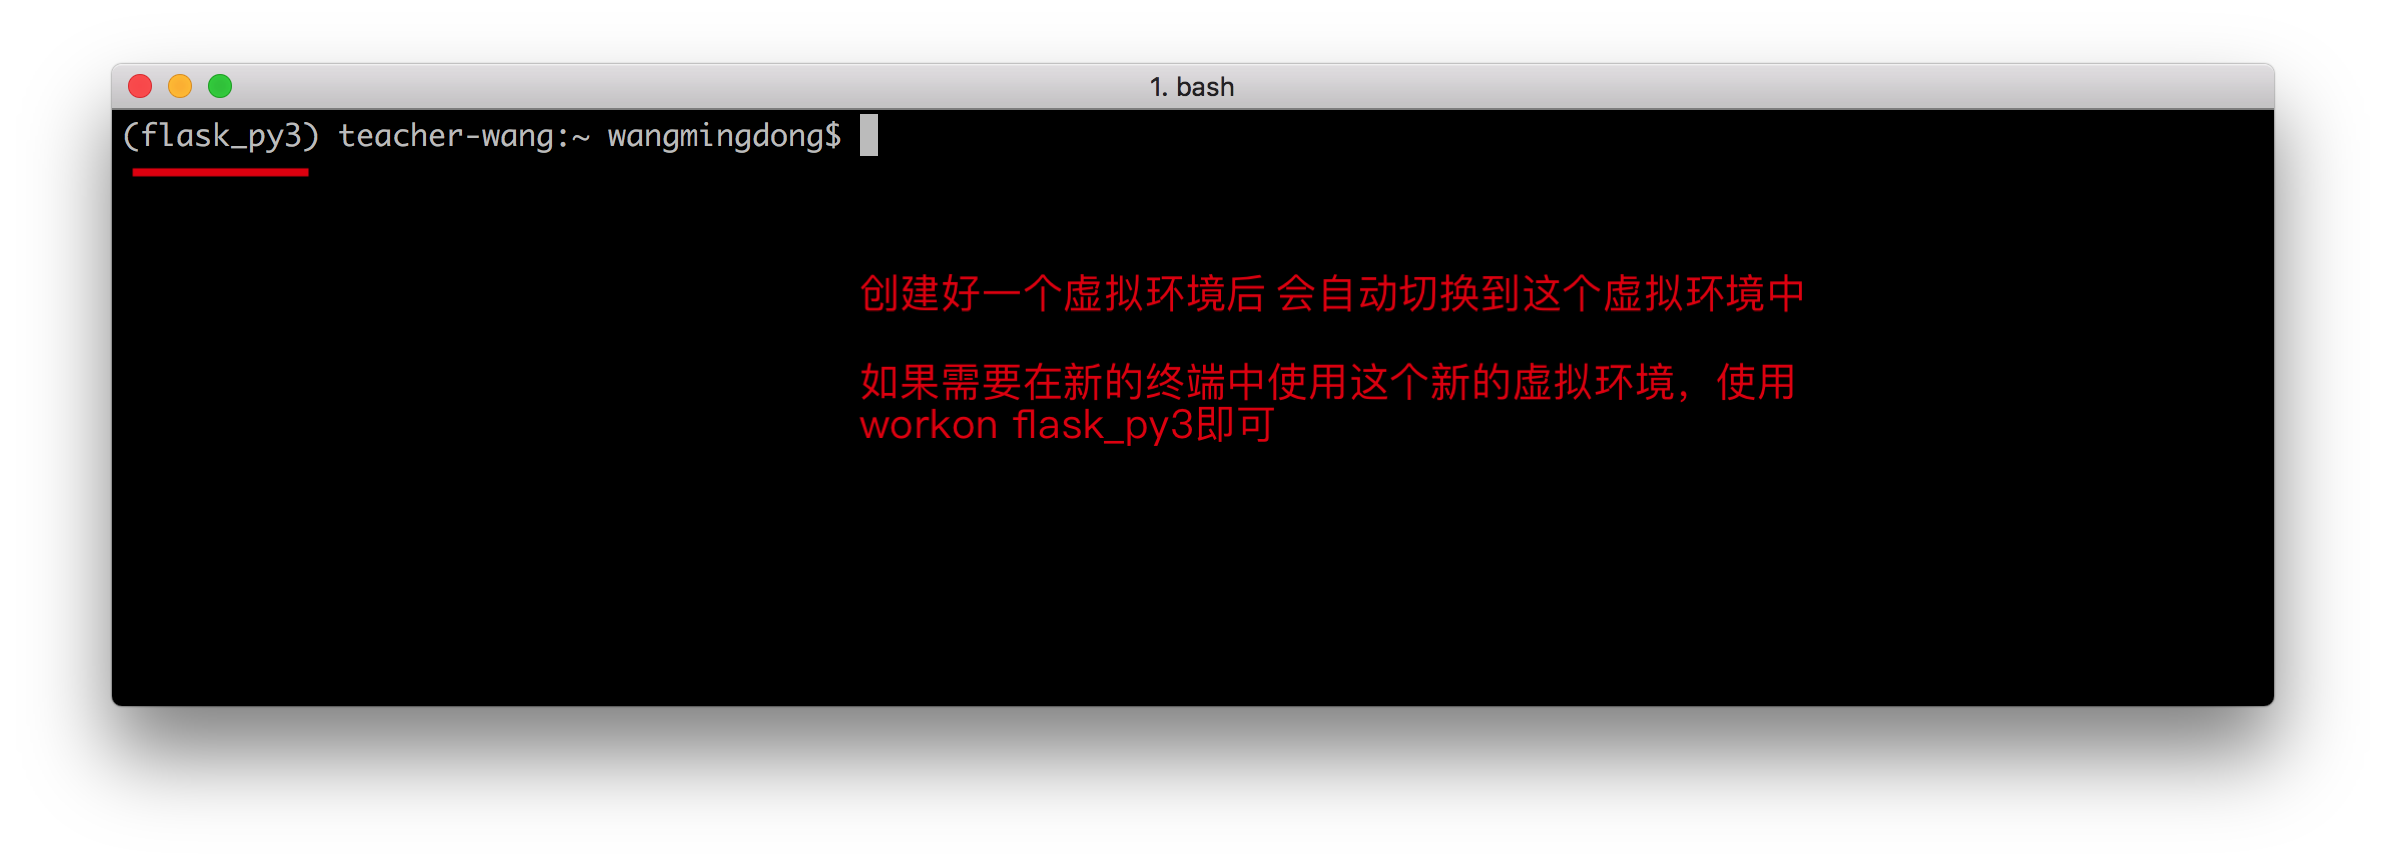 1. bash
(flask_py3) teacher-wang:~ wangmingdong$
创建好一个虚拟环境后 会自动切换到这个虚拟环境中
如果需要在新的终端中使用这个新的虚拟环境，使用
workon flask_py3即可